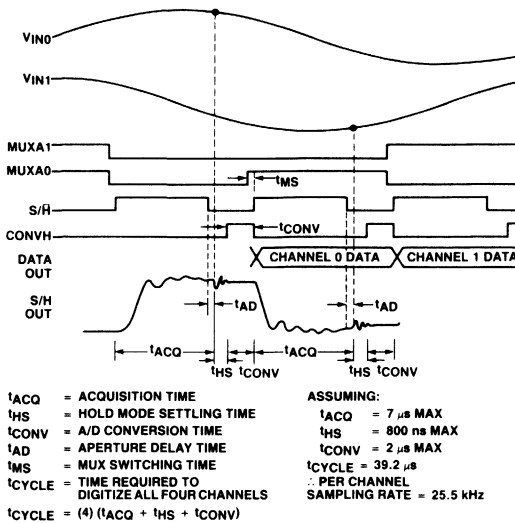 VIN0
VIN1
MUXA1
MUXA0
tMS
S/H̅
CONVH
tCONV
DATA OUT
CHANNEL 0 DATA
CHANNEL 1 DATA
S/H OUT
tAD
tAD
tACQ
tACQ
tHS
tCONV
tHS
tCONV
tACQ = ACQUISITION TIME
tHS = HOLD MODE SETTLING TIME
tCONV = A/D CONVERSION TIME
tAD = APERTURE DELAY TIME
tMS = MUX SWITCHING TIME
tCYCLE = TIME REQUIRED TO
DIGITIZE ALL FOUR CHANNELS
tCYCLE = (4) (tACQ + tHS + tCONV)
ASSUMING:
tACQ = 7 μs MAX
tHS = 800 ns MAX
tCONV = 2 μs MAX
tCYCLE = 39.2 μs
∴ PER CHANNEL
SAMPLING RATE = 25.5 kHz